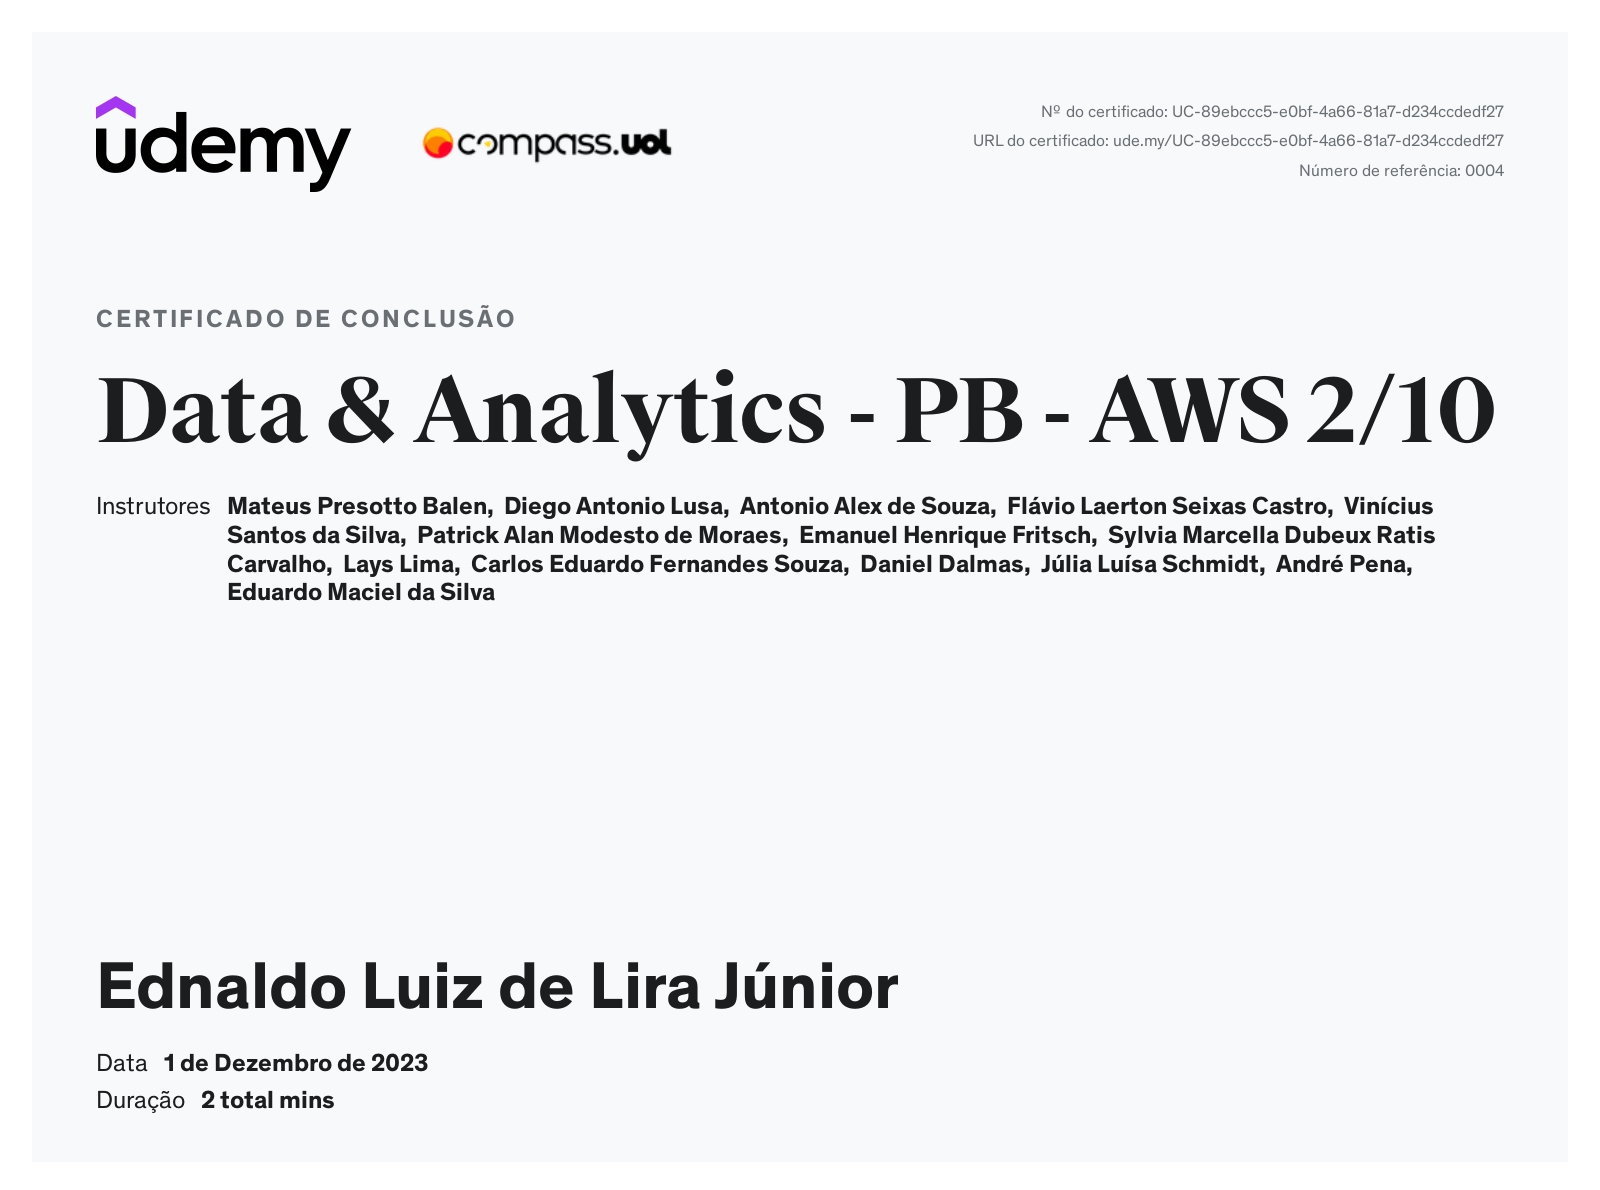 udemy
compass.uol
Nº do certificado: UC-89ebccc5-e0bf-4a66-81a7-d234ccdedf27
URL do certificado: ude.my/UC-89ebccc5-e0bf-4a66-81a7-d234ccdedf27
Número de referência: 0004
CERTIFICADO DE CONCLUSÃO
Data & Analytics - PB - AWS 2/10
Instrutores Mateus Presotto Balen, Diego Antonio Lusa, Antonio Alex de Souza, Flávio Laerton Seixas Castro, Vinícius
Santos da Silva, Patrick Alan Modesto de Moraes, Emanuel Henrique Fritsch, Sylvia Marcella Dubeux Ratis
Carvalho, Lays Lima, Carlos Eduardo Fernandes Souza, Daniel Dalmas, Júlia Luísa Schmidt, André Pena,
Eduardo Maciel da Silva
Ednaldo Luiz de Lira Júnior
Data 1 de Dezembro de 2023
Duração 2 total mins